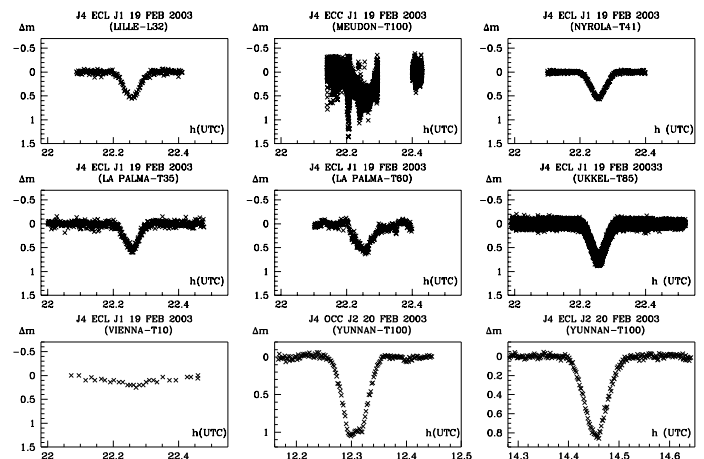 J4 ECL J1 19 FEB 2003
(LILLE-L32)
Δm
-0.5
0
0.5
1
1.5
h(UTC)
22
22.2
22.4
J4 ECC J1 19 FEB 2003
(MEUDON-T100)
Δm
-0.5
0
0.5
1
1.5
h(UTC)
22
22.2
22.4
J4 ECL J1 19 FEB 2003
(NYROLA-T41)
Δm
-0.5
0
0.5
1
1.5
h (UTC)
22
22.2
22.4
J4 ECL J1 19 FEB 2003
(LA PALMA-T35)
Δm
-0.5
0
0.5
1
1.5
h(UTC)
22
22.2
22.4
J4 ECL J1 19 FEB 2003
(LA PALMA-T60)
Δm
-0.5
0
0.5
1
1.5
h(UTC)
22
22.2
22.4
J4 ECL J1 19 FEB 20033
(UKKEL-T85)
Δm
-0.5
0
0.5
1
1.5
h (UTC)
22
22.2
22.4
J4 ECL J1 19 FEB 2003
(VIENNA-T10)
Δm
-0.5
0
0.5
1
1.5
h(UTC)
22
22.2
22.4
J4 OCC J2 20 FEB 2003
(YUNNAN-T100)
Δm
0
0.5
1
h(UTC)
12.2
12.3
12.4
12.5
J4 ECL J2 20 FEB 2003
(YUNNAN-T100)
Δm
0
0.2
0.4
0.6
0.8
h(UTC)
14.3
14.4
14.5
14.6